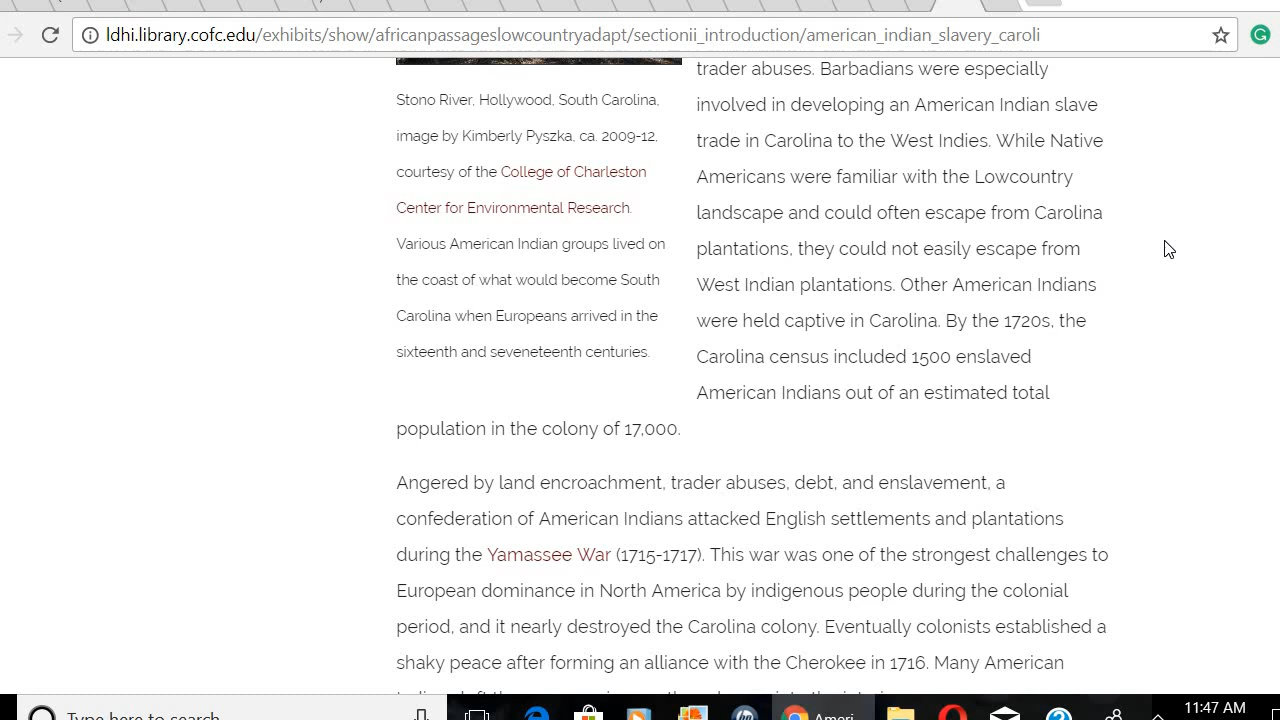 ldhi.library.cofc.edu/exhibits/show/africanpassageslowcountryadapt/sectionii_introduction/american_indian_slavery_caroli
Stono River, Hollywood, South Carolina,
image by Kimberly Pyszka, ca. 2009-12,
courtesy of the College of Charleston
Center for Environmental Research.
Various American Indian groups lived on
the coast of what would become South
Carolina when Europeans arrived in the
sixteenth and seveneteenth centuries.
trader abuses. Barbadians were especially
involved in developing an American Indian slave
trade in Carolina to the West Indies. While Native
Americans were familiar with the Lowcountry
landscape and could often escape from Carolina
plantations, they could not easily escape from
West Indian plantations. Other American Indians
were held captive in Carolina. By the 1720s, the
Carolina census included 1500 enslaved
American Indians out of an estimated total
population in the colony of 17,000.
Angered by land encroachment, trader abuses, debt, and enslavement, a
confederation of American Indians attacked English settlements and plantations
during the Yamassee War (1715-1717). This war was one of the strongest challenges to
European dominance in North America by indigenous people during the colonial
period, and it nearly destroyed the Carolina colony. Eventually colonists established a
shaky peace after forming an alliance with the Cherokee in 1716. Many American
Type here to search
Ameri
11:47 AM